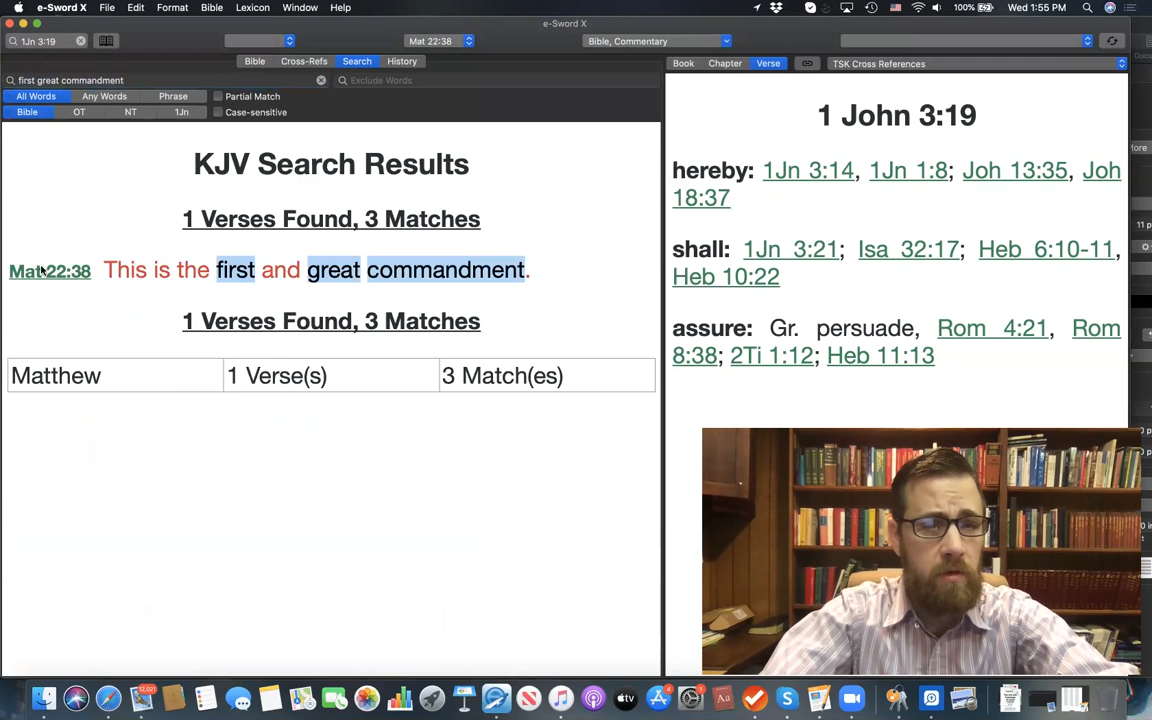 e-Sword X File Edit Format Bible Lexicon Window Help 100% Wed 1:55 PM
e-Sword X
1Jn 3:19 Mat 22:38 Bible, Commentary
Bible Cross-Refs Search History
Book Chapter Verse TSK Cross References
first great commandment Exclude Words
All Words Any Words Phrase Partial Match
Bible OT NT 1Jn Case-sensitive
KJV Search Results
1 Verses Found, 3 Matches
Mat 22:38 This is the first and great commandment.
1 Verses Found, 3 Matches
Matthew 1 Verse(s) 3 Match(es)
1 John 3:19
hereby: 1Jn 3:14, 1Jn 1:8; Joh 13:35, Joh
18:37
shall: 1Jn 3:21; Isa 32:17; Heb 6:10-11,
Heb 10:22
assure: Gr. persuade, Rom 4:21, Rom
8:38; 2Ti 1:12; Heb 11:13
More
11 p
12,021
tv